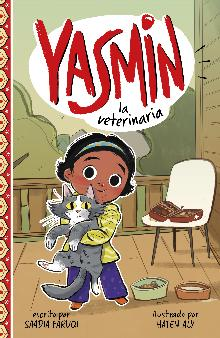 YASMIN
la
veterinaria
escrito por
SAADIA FARUQI
ilustrado por
HATEM ALY